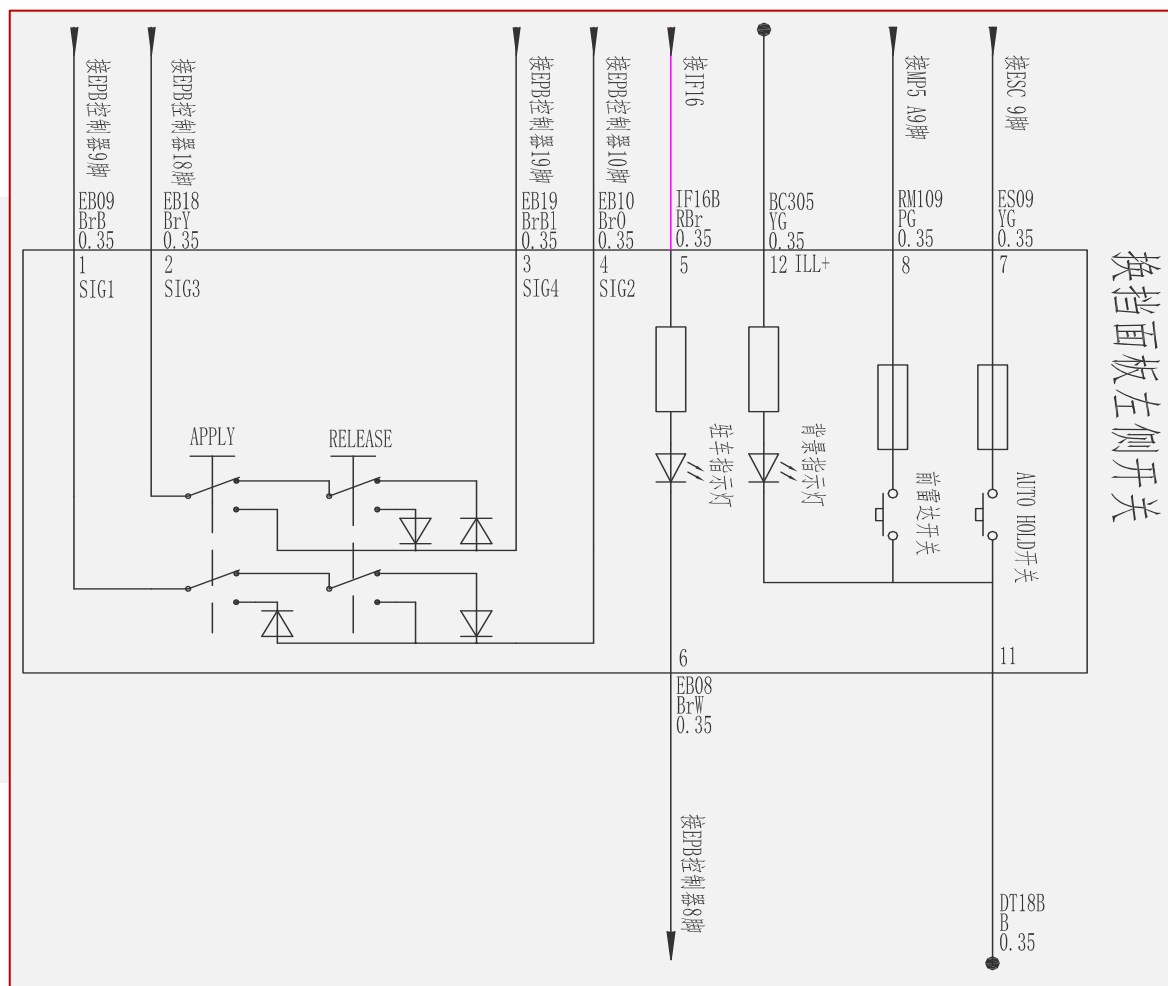 接EPB控制器9脚
接EPB控制器18脚
接EPB控制器19脚
接EPB控制器10脚
接IF16
接MP5 A9脚
接ESC 9脚
EB09
BrB
0.35
EB18
BrY
0.35
EB19
BrBl
0.35
EB10
BrO
0.35
IF16B
RBr
0.35
BC305
YG
0.35
RM109
PG
0.35
ES09
YG
0.35
1
SIG1
2
SIG3
3
SIG4
4
SIG2
5
12 ILL+
8
7
换挡面板左侧开关
APPLY
RELEASE
驻车指示灯
背景指示灯
前雷达开关
AUTO HOLD开关
6
11
EB08
BrW
0.35
接EPB控制器8脚
DT18B
B
0.35